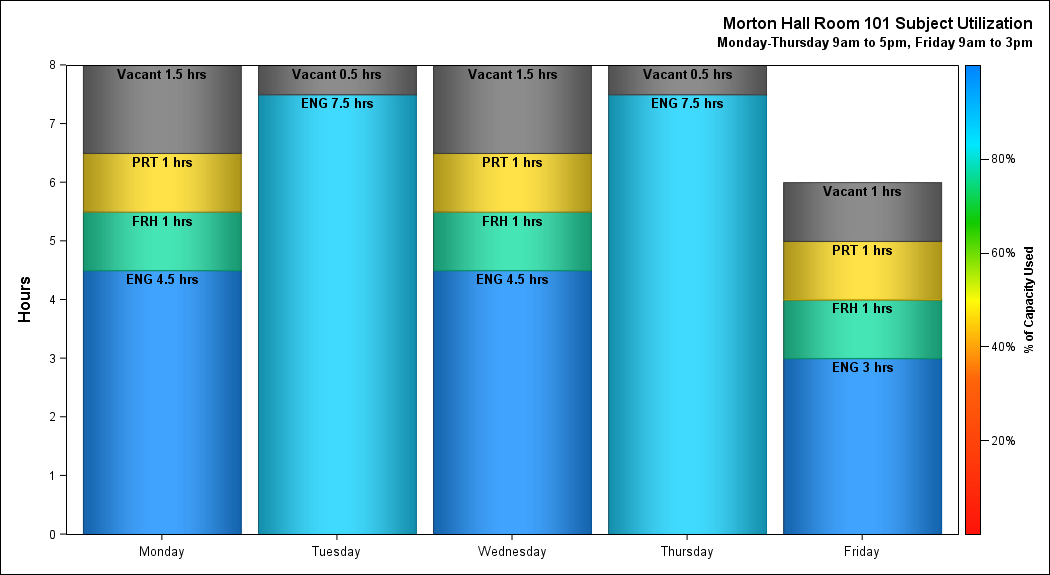 Morton Hall Room 101 Subject Utilization
Monday-Thursday 9am to 5pm, Friday 9am to 3pm
Hours
8
7
6
5
4
3
2
1
0
Vacant 1.5 hrs
PRT 1 hrs
FRH 1 hrs
ENG 4.5 hrs
Vacant 0.5 hrs
ENG 7.5 hrs
Vacant 1.5 hrs
PRT 1 hrs
FRH 1 hrs
ENG 4.5 hrs
Vacant 0.5 hrs
ENG 7.5 hrs
Vacant 1 hrs
PRT 1 hrs
FRH 1 hrs
ENG 3 hrs
Monday
Tuesday
Wednesday
Thursday
Friday
80%
60%
40%
20%
% of Capacity Used